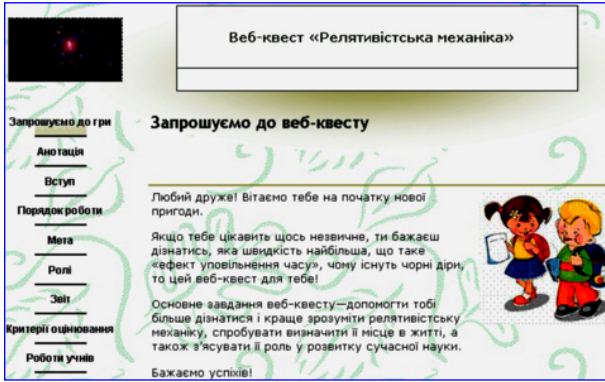 Веб-квест «Релятивістська механіка»
Запрошуємо до гри
Анотація
Вступ
Порядок роботи
Мета
Ролі
Звіт
Критерії оцінювання
Роботи учнів
Запрошуємо до веб-квесту
Любий друже! Вітаємо тебе на початку нової
пригоди.
Якщо тебе цікавить щось незвичне, ти бажаєш
дізнатись, яка швидкість найбільша, що таке
«ефект уповільнення часу», чому існуть чорні діри,
то цей веб-квест для тебе!
Основне завдання веб-квесту—допомогти тобі
більше дізнатися і краще зрозуміти релятивістську
механіку, спробувати визначити її місце в житті, а
також з'ясувати її роль у розвитку сучасної науки.
Бажаємо успіхів!